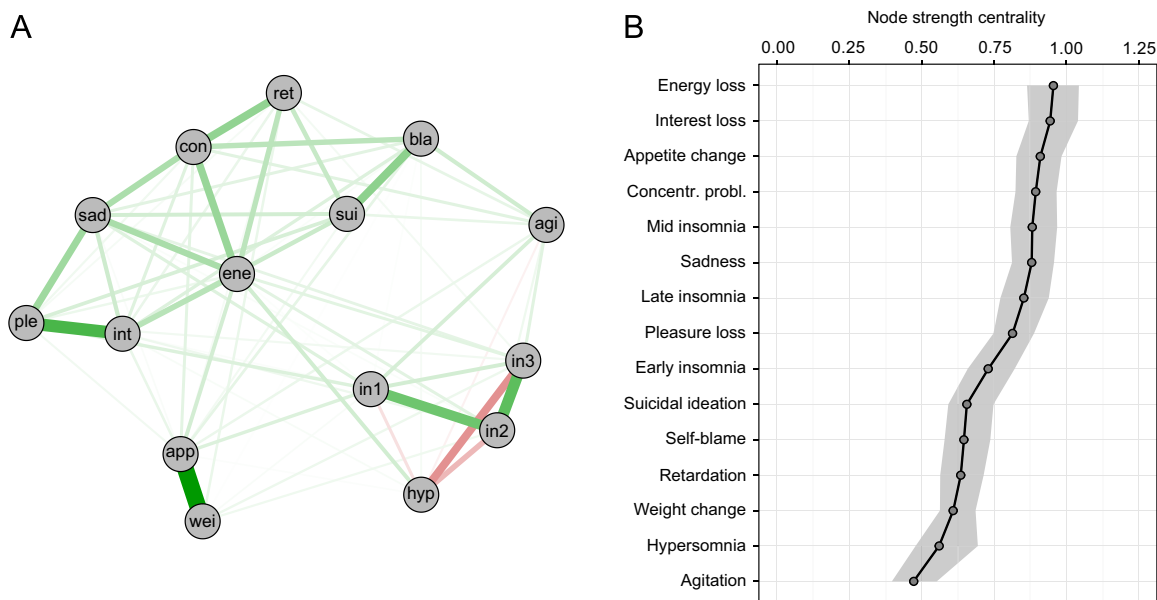 A
ret
con
bla
sad
sui
agi
ene
ple
int
in3
in1
in2
app
hyp
wei
B
Node strength centrality
0.00 0.25 0.50 0.75 1.00 1.25
Energy loss
Interest loss
Appetite change
Concentr. probl.
Mid insomnia
Sadness
Late insomnia
Pleasure loss
Early insomnia
Suicidal ideation
Self-blame
Retardation
Weight change
Hypersomnia
Agitation